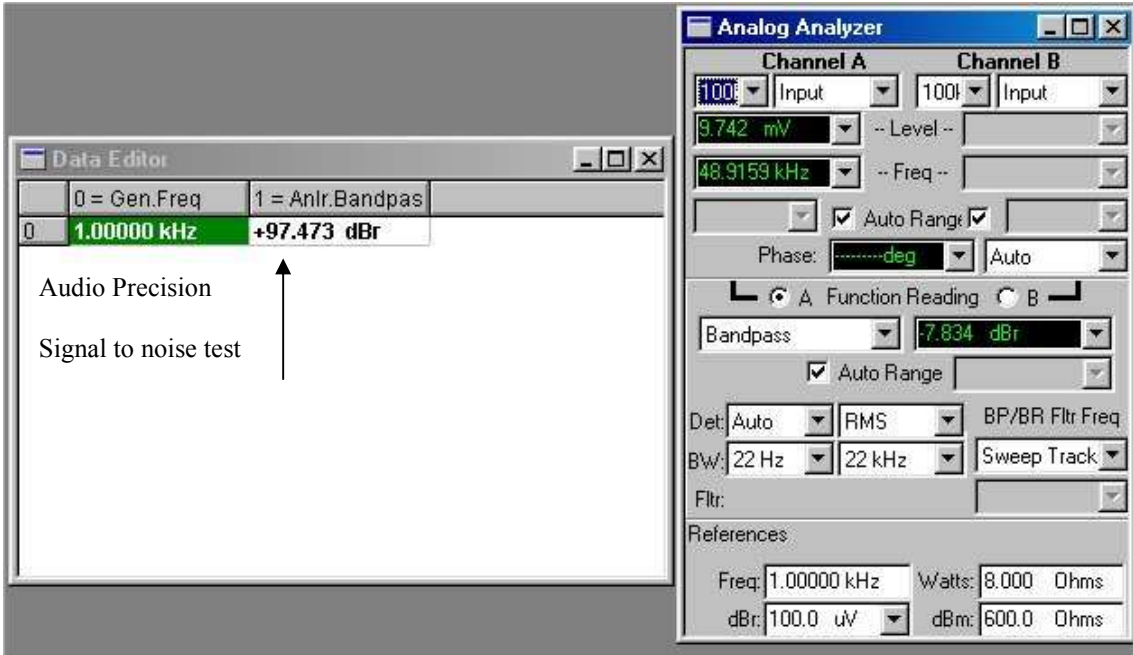 Data Editor
0 = Gen.Freq 1 = Anlr.Bandpas
0 1.00000 kHz +97.473 dBr
Audio Precision
Signal to noise test
Analog Analyzer
Channel A Channel B
100 Input 100k Input
9.742 mV -- Level --
48.9159 kHz -- Freq --
Auto Range
Phase: --------deg Auto
A Function Reading B
Bandpass -7.834 dBr
Auto Range
Det: Auto RMS BP/BR Fltr Freq
BW: 22 Hz 22 kHz Sweep Track
Fltr:
References
Freq: 1.00000 kHz Watts: 8.000 Ohms
dBr: 100.0 uV dBm: 600.0 Ohms